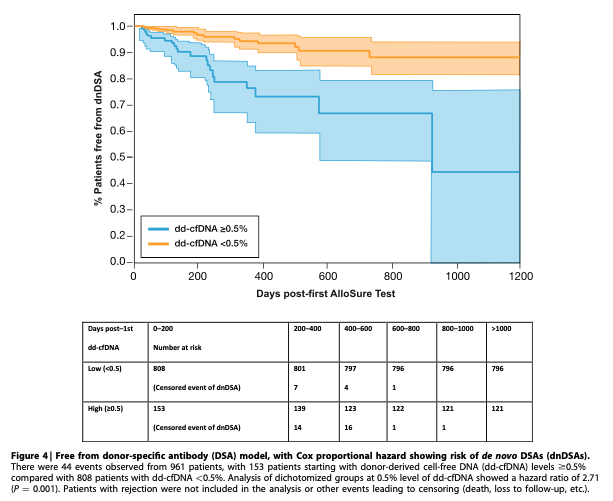 1.0
0.9
0.8
0.7
0.6
0.5
0.4
0.3
0.2
0.1
0.0
% Patients free from dnDSA
dd-cfDNA ≥0.5%
dd-cfDNA <0.5%
0 200 400 600 800 1000 1200
Days post-first AlloSure Test
Days post–1st 0–200 200–400 400–600 600–800 800–1000 >1000
dd-cfDNA Number at risk
Low (<0.5) 808 801 797 796 796 796
(Censored event of dnDSA) 7 4 1
High (≥0.5) 153 139 123 122 121 121
(Censored event of dnDSA) 14 16 1 1
Figure 4 | Free from donor-specific antibody (DSA) model, with Cox proportional hazard showing risk of de novo DSAs (dnDSAs).
There were 44 events observed from 961 patients, with 153 patients starting with donor-derived cell-free DNA (dd-cfDNA) levels ≥0.5%
compared with 808 patients with dd-cfDNA <0.5%. Analysis of dichotomized groups at 0.5% level of dd-cfDNA showed a hazard ratio of 2.71
(P = 0.001). Patients with rejection were not included in the analysis or other events leading to censoring (death, loss to follow-up, etc.).